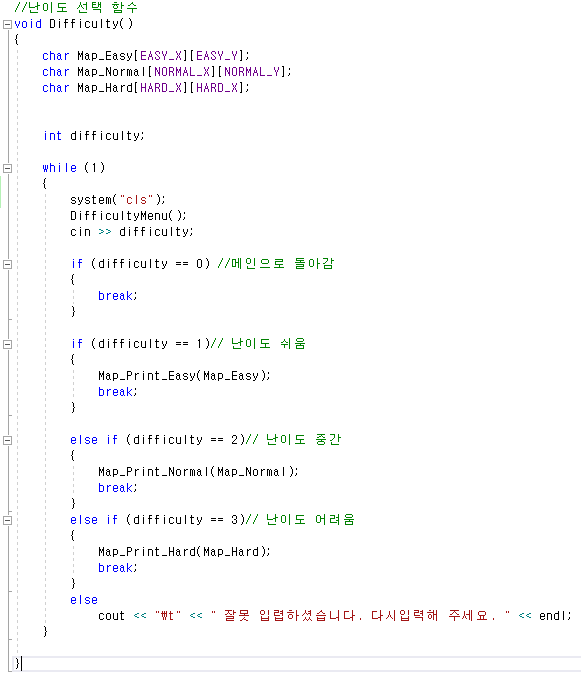 //난이도 선택 함수
void Difficulty()
{
    char Map_Easy[EASY_X][EASY_Y];
    char Map_Normal[NORMAL_X][NORMAL_Y];
    char Map_Hard[HARD_X][HARD_X];
    int difficulty;
    while (1)
    {
        system("cls");
        DifficultyMenu();
        cin >> difficulty;
        if (difficulty == 0) //메인으로 돌아감
        {
            break;
        }
        if (difficulty == 1)// 난이도 쉬움
        {
            Map_Print_Easy(Map_Easy);
            break;
        }
        else if (difficulty == 2)// 난이도 중간
        {
            Map_Print_Normal(Map_Normal);
            break;
        }
        else if (difficulty == 3)// 난이도 어려움
        {
            Map_Print_Hard(Map_Hard);
            break;
        }
        else
            cout << "₩t" << " 잘못 입렵하셨습니다. 다시입력해 주세요. " << endl;
    }
}